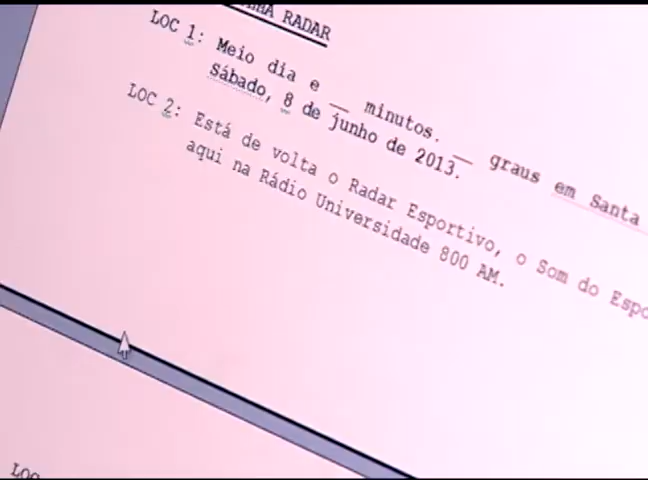 RADAR
LOC 1: Meio dia e __ minutos. __ graus em Santa
Sábado, 8 de junho de 2013.
LOC 2: Está de volta o Radar Esportivo, o Som do
aqui na Rádio Universidade 800 AM.
LOC